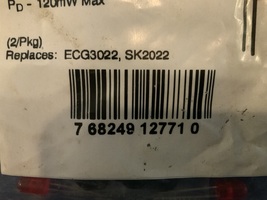 PD - 120mW Max
(2/Pkg)
Replaces: ECG3022, SK2022
7 68249 12771 0